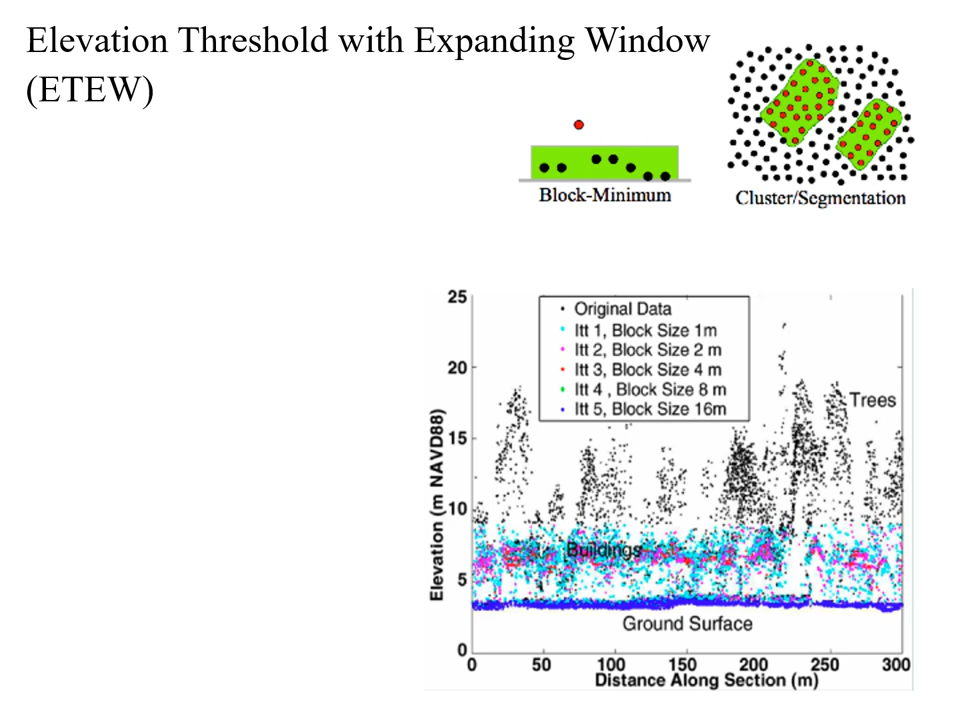 Elevation Threshold with Expanding Window
(ETEW)
Block-Minimum
Cluster/Segmentation
25
20
15
10
5
0
Elevation (m NAVD88)
Original Data
Itt 1, Block Size 1m
Itt 2, Block Size 2 m
Itt 3, Block Size 4 m
Itt 4 , Block Size 8 m
Itt 5, Block Size 16m
Trees
Buildings
Ground Surface
0 50 100 150 200 250 300
Distance Along Section (m)